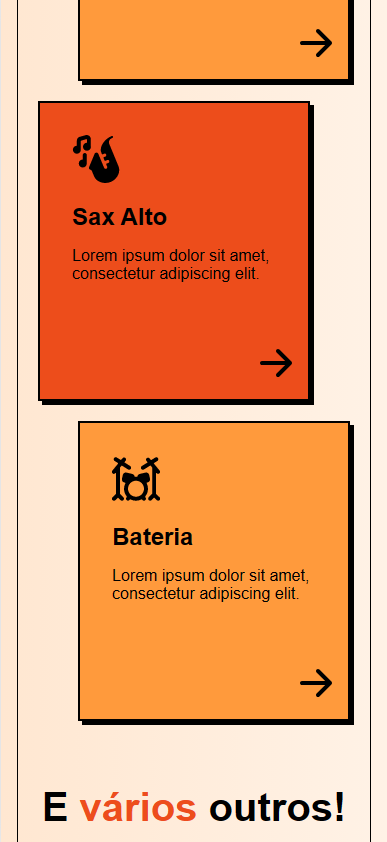 Sax Alto
Lorem ipsum dolor sit amet,
consectetur adipiscing elit.
Bateria
Lorem ipsum dolor sit amet,
consectetur adipiscing elit.
E vários outros!